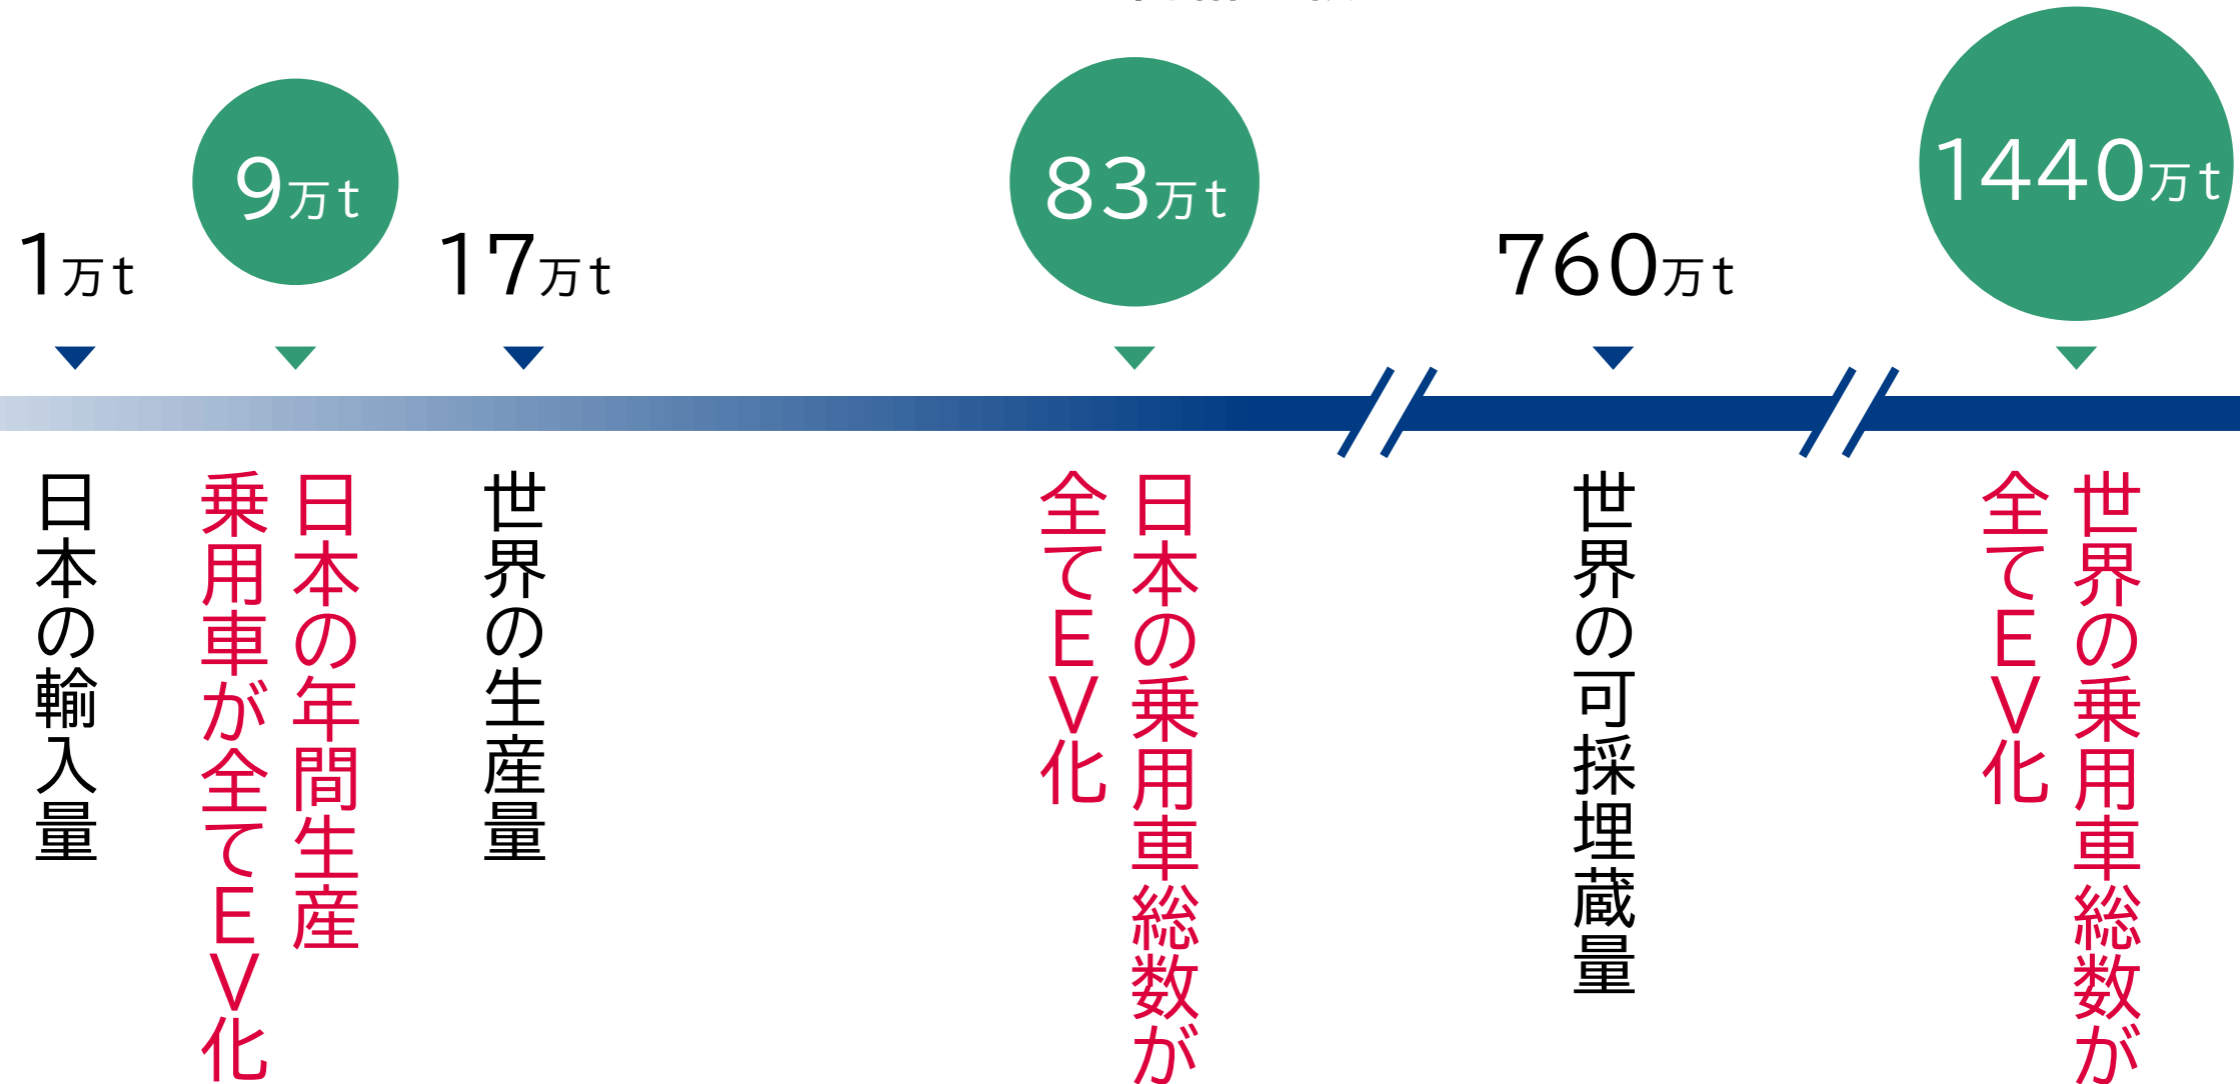 1万t
9万t
17万t
83万t
760万t
1440万t
日本の輸入量
日本の年間生産
乗用車が全てEV化
世界の生産量
日本の乗用車総数が
全てEV化
世界の可採埋蔵量
世界の乗用車総数が
全てEV化